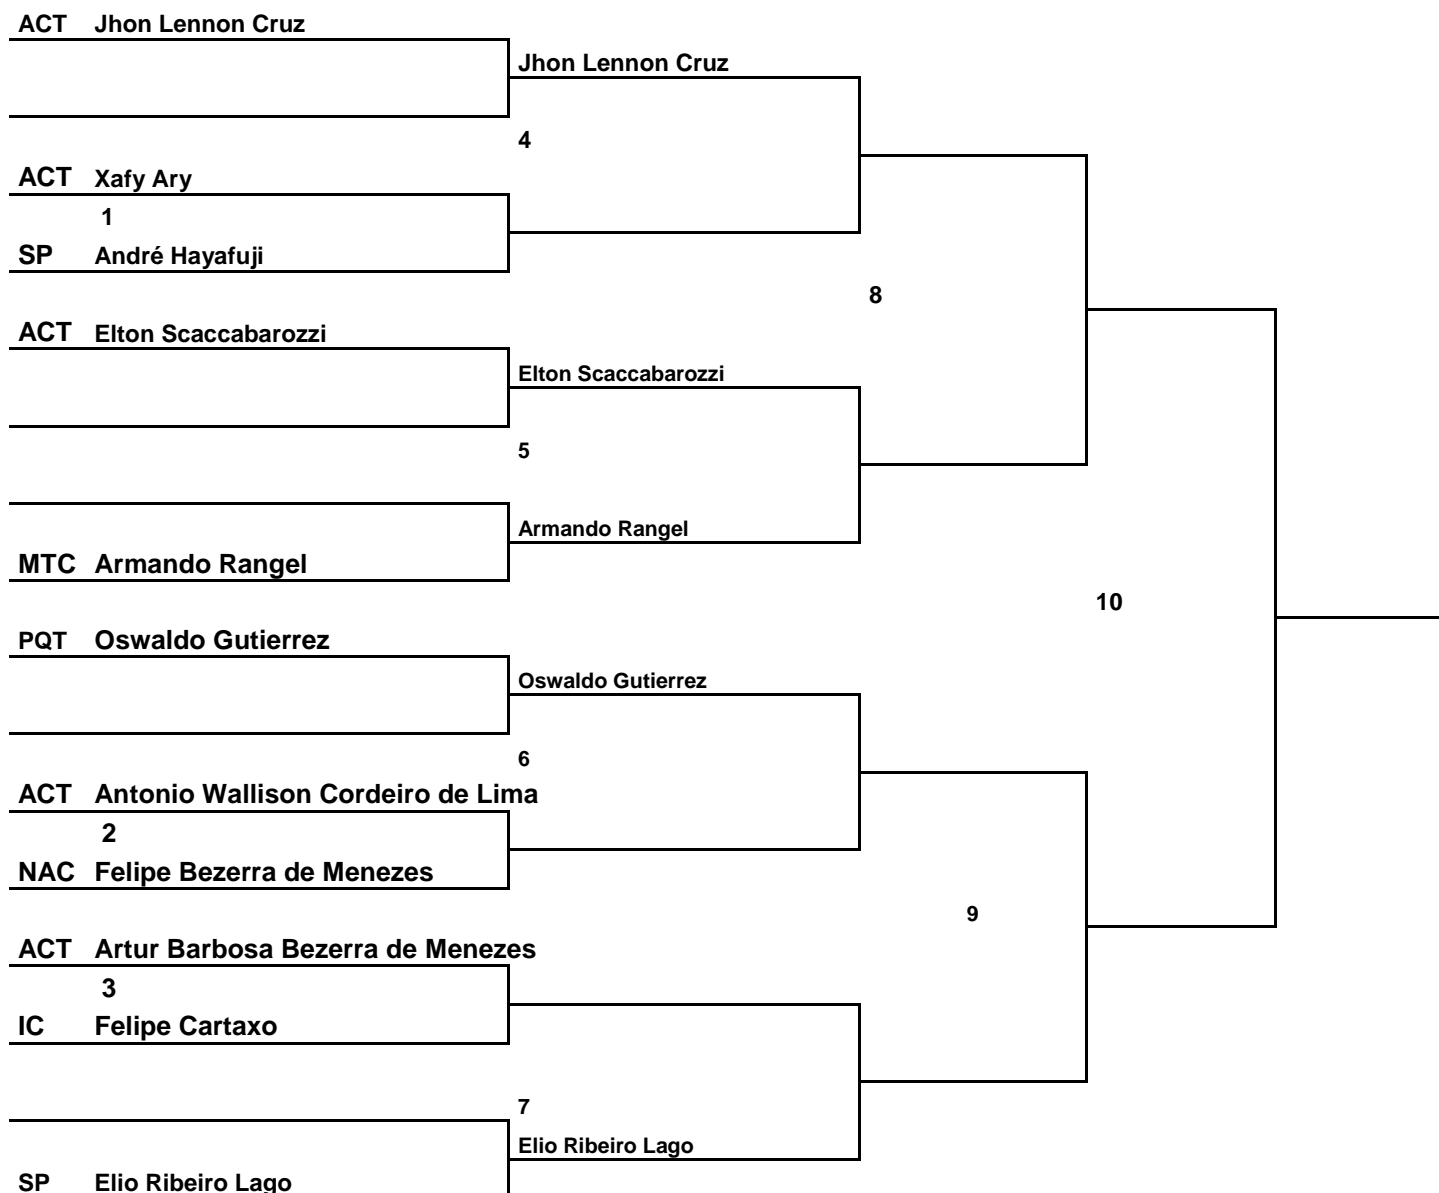 ACT Jhon Lennon Cruz
Jhon Lennon Cruz
4
ACT Xafy Ary
1
SP André Hayafuji
8
ACT Elton Scaccabarozzi
Elton Scaccabarozzi
5
Armando Rangel
MTC Armando Rangel
10
PQT Oswaldo Gutierrez
Oswaldo Gutierrez
6
ACT Antonio Wallison Cordeiro de Lima
2
NAC Felipe Bezerra de Menezes
9
ACT Artur Barbosa Bezerra de Menezes
3
IC Felipe Cartaxo
7
Elio Ribeiro Lago
SP Elio Ribeiro Lago